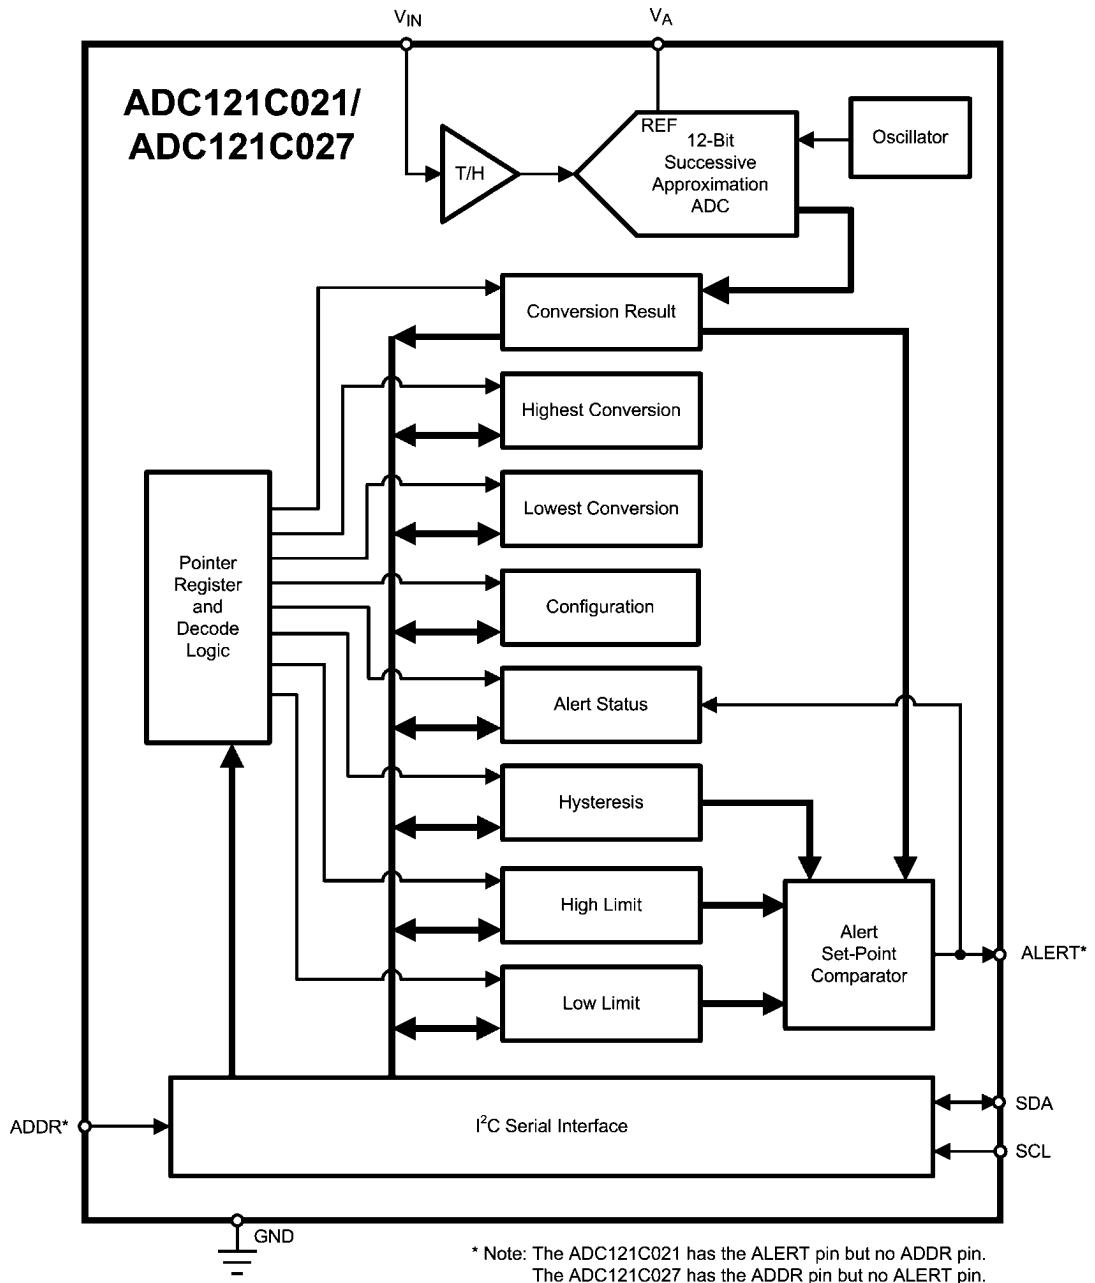 V_IN
V_A
ADC121C021/
ADC121C027
T/H
REF
12-Bit
Successive
Approximation
ADC
Oscillator
Conversion Result
Highest Conversion
Lowest Conversion
Pointer
Register
and
Decode
Logic
Configuration
Alert Status
Hysteresis
High Limit
Alert
Set-Point
Comparator
ALERT*
Low Limit
ADDR*
I²C Serial Interface
SDA
SCL
GND
* Note: The ADC121C021 has the ALERT pin but no ADDR pin.
The ADC121C027 has the ADDR pin but no ALERT pin.